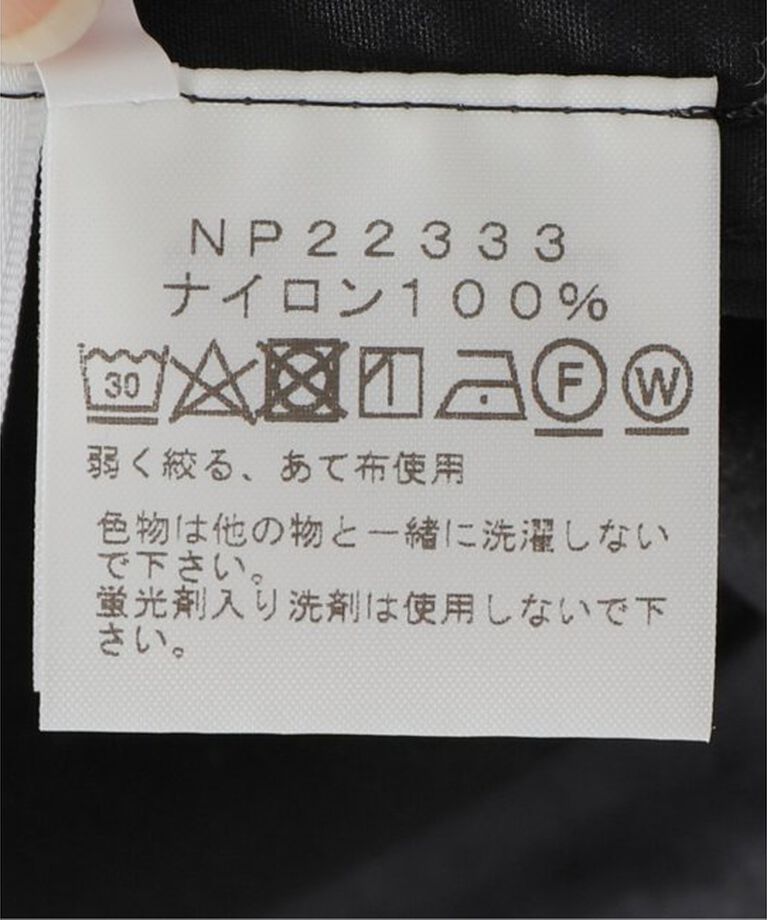 NP22333
ナイロン100%
30 F W
弱く絞る、あて布使用
色物は他の物と一緒に洗濯しない
で下さい。
蛍光剤入り洗剤は使用しないで下
さい。